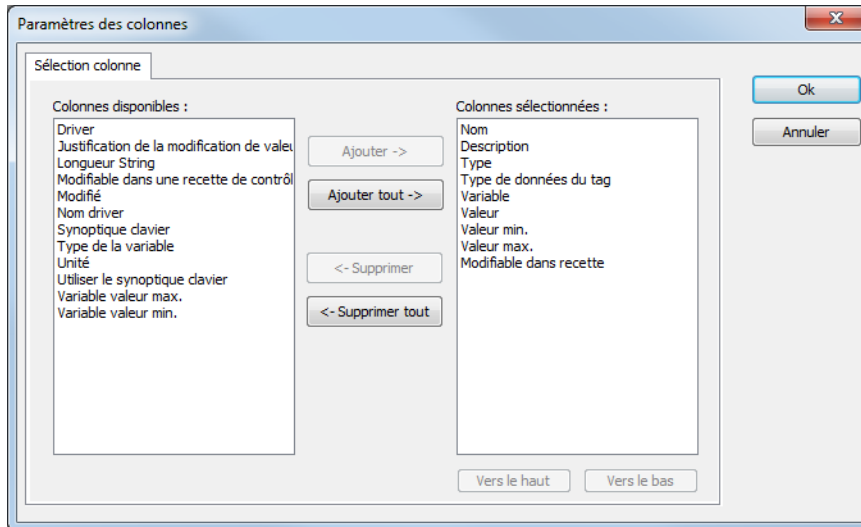 Paramètres des colonnes
Sélection colonne
Colonnes disponibles :
Driver
Justification de la modification de valeu
Longueur String
Modifiable dans une recette de contrôl
Modifié
Nom driver
Synoptique clavier
Type de la variable
Unité
Utiliser le synoptique clavier
Variable valeur max.
Variable valeur min.
Ajouter ->
Ajouter tout ->
<- Supprimer
<- Supprimer tout
Colonnes sélectionnées :
Nom
Description
Type
Type de données du tag
Variable
Valeur
Valeur min.
Valeur max.
Modifiable dans recette
Vers le haut
Vers le bas
Ok
Annuler